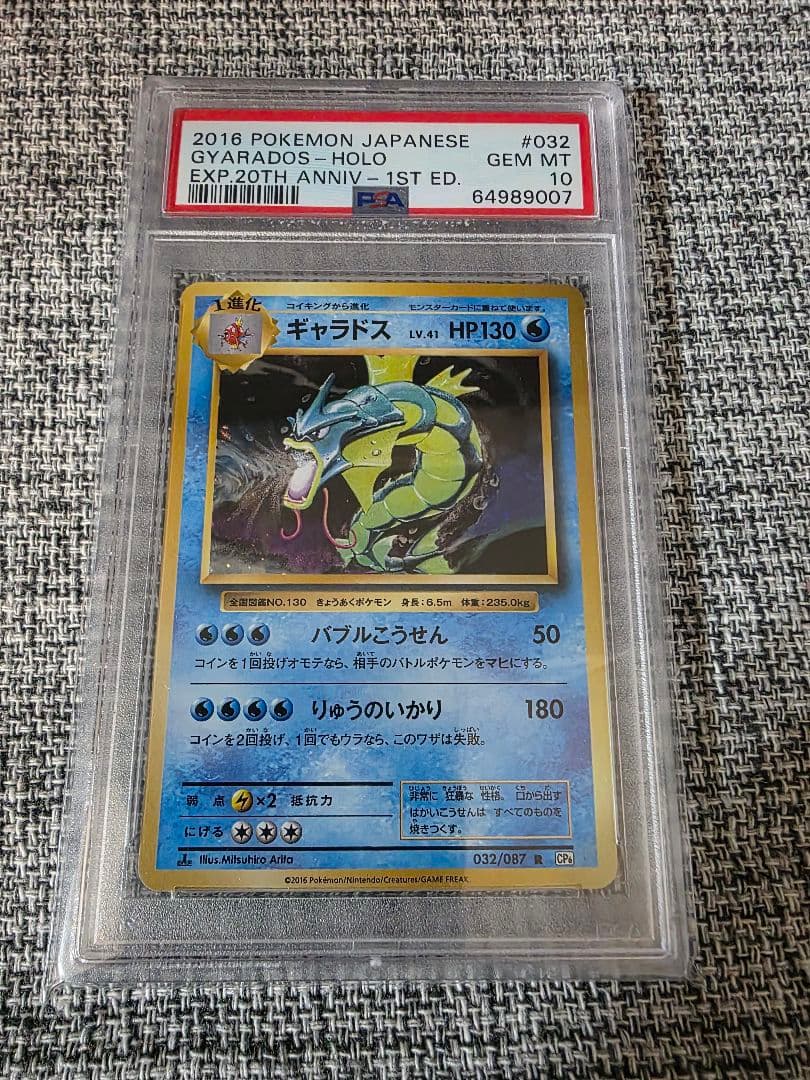 2016 POKEMON JAPANESE #032
GYARADOS-HOLO GEM MT
EXP.20TH ANNIV-1ST ED. 10
PSA 64989007
1進化
コイキングから進化 モンスターカードに重ねて使います。
ギャラドス LV.41 HP130
全国図鑑NO.130 きょうあくポケモン 身長:6.5m 体重:235.0kg
バブルこうせん 50
コインを1回投げオモテなら、相手のバトルポケモンをマヒにする。
りゅうのいかり 180
コインを2回投げ、1回でもウラなら、このワザは失敗。
弱点 ×2 抵抗力
にげる
非常に 狂暴な 性格。 口から出す
はかいこうせんは すべてのものを
焼きつくす。
Illus.Mitsuhiro Arita 032/087 R CP6
©2016 Pokémon/Nintendo/Creatures/GAME FREAK.